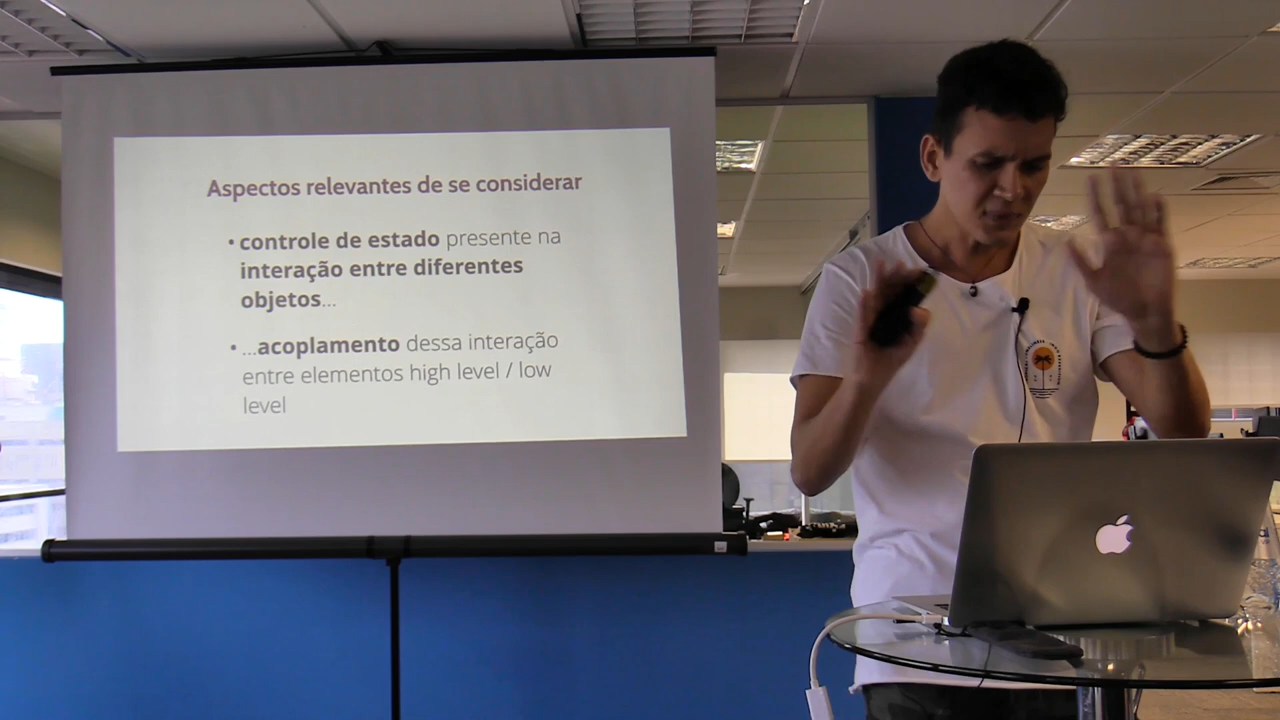 Aspectos relevantes de se considerar
• controle de estado presente na
interação entre diferentes
objetos...
• ...acoplamento dessa interação
entre elementos high level / low
level